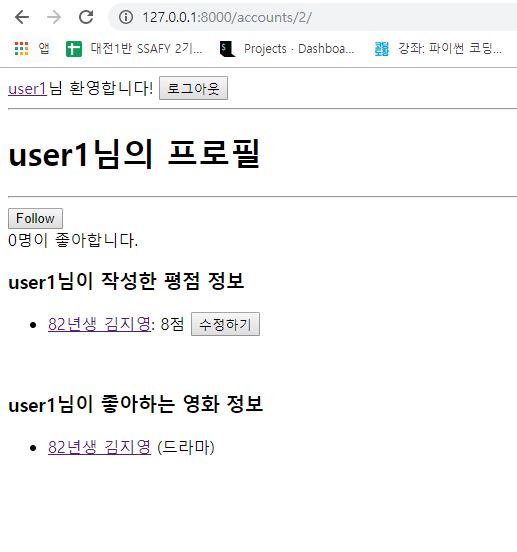 127.0.0.1:8000/accounts/2/
앱 대전1반 SSAFY 2기... Projects · Dashboa... 강좌: 파이썬 코딩...
user1님 환영합니다! 로그아웃
user1님의 프로필
Follow
0명이 좋아합니다.
user1님이 작성한 평점 정보
• 82년생 김지영: 8점 수정하기
user1님이 좋아하는 영화 정보
• 82년생 김지영 (드라마)